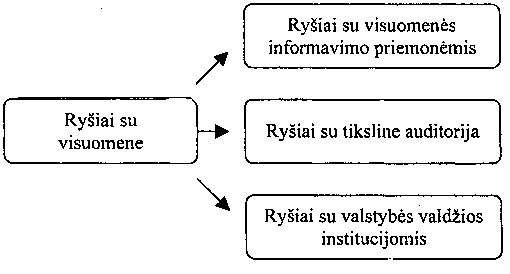 Ryšiai su visuomenės
informavimo priemonėmis
Ryšiai su
visuomene
Ryšiai su tiksline auditorija
Ryšiai su valstybės valdžios
institucijomis